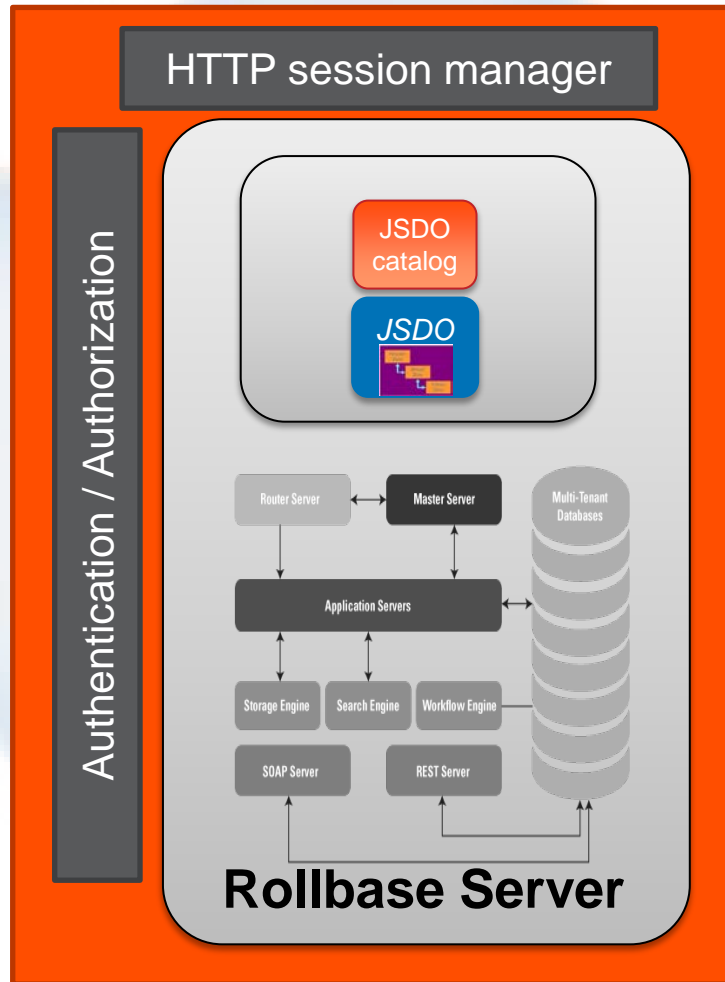 HTTP session manager
Authentication / Authorization
JSDO
catalog
JSDO
Router Server
Master Server
Multi-Tenant
Databases
Application Servers
Storage Engine
Search Engine
Workflow Engine
SOAP Server
REST Server
Rollbase Server